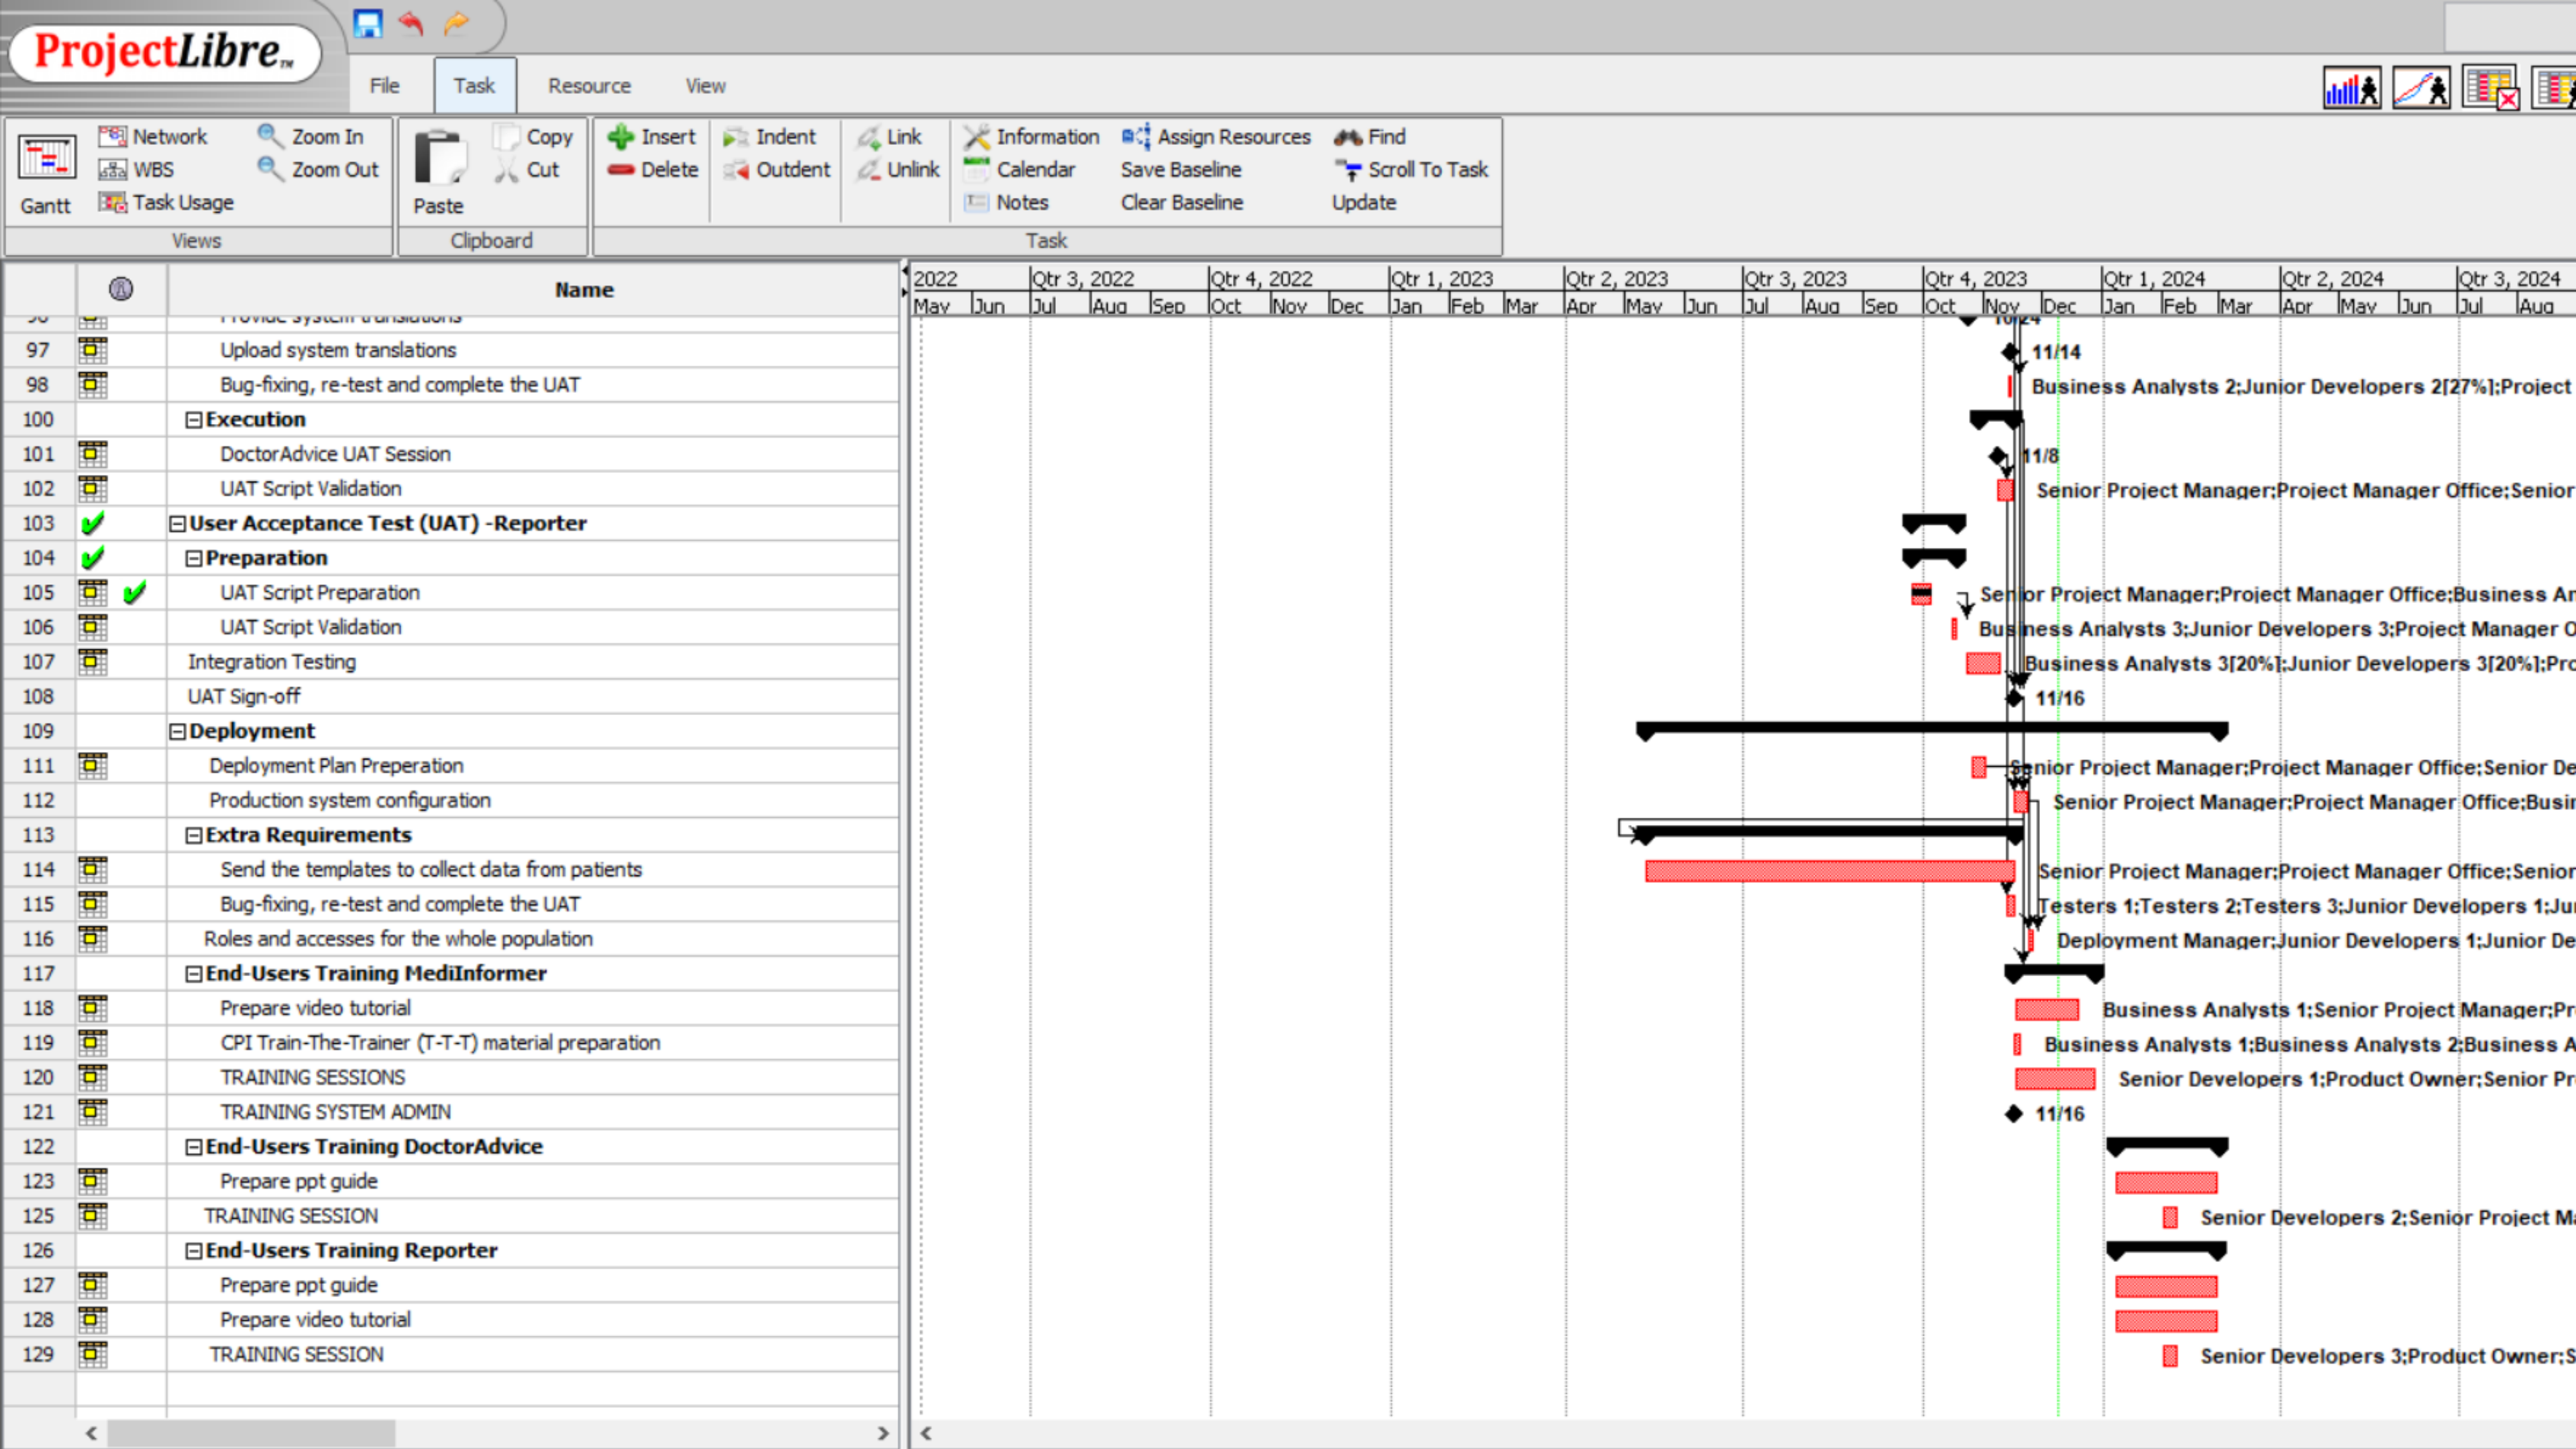 ProjectLibre TM
File Task Resource View
Gantt
Network
WBS
Task Usage
Zoom In
Zoom Out
Views
Paste
Copy
Cut
Clipboard
Insert
Delete
Indent
Outdent
Link
Unlink
Information
Calendar
Notes
Assign Resources
Save Baseline
Clear Baseline
Find
Scroll To Task
Update
Task
Name
2022 Qtr 3, 2022 Qtr 4, 2022 Qtr 1, 2023 Qtr 2, 2023 Qtr 3, 2023 Qtr 4, 2023 Qtr 1, 2024 Qtr 2, 2024 Qtr 3, 2024
May Jun Jul Aug Sep Oct Nov Dec Jan Feb Mar Apr May Jun Jul Aug Sep Oct Nov Dec Jan Feb Mar Apr May Jun Jul Aug
Provide system translations 10/24
97 Upload system translations 11/14
98 Bug-fixing, re-test and complete the UAT Business Analysts 2;Junior Developers 2[27%];Project
100 Execution
101 DoctorAdvice UAT Session 11/8
102 UAT Script Validation Senior Project Manager;Project Manager Office;Senior
103 User Acceptance Test (UAT) -Reporter
104 Preparation
105 UAT Script Preparation Senior Project Manager;Project Manager Office;Business An
106 UAT Script Validation Business Analysts 3;Junior Developers 3;Project Manager O
107 Integration Testing Business Analysts 3[20%];Junior Developers 3[20%];Pro
108 UAT Sign-off 11/16
109 Deployment
111 Deployment Plan Preperation Senior Project Manager;Project Manager Office;Senior De
112 Production system configuration Senior Project Manager;Project Manager Office;Busin
113 Extra Requirements
114 Send the templates to collect data from patients Senior Project Manager;Project Manager Office;Senior
115 Bug-fixing, re-test and complete the UAT Testers 1;Testers 2;Testers 3;Junior Developers 1;Ju
116 Roles and accesses for the whole population Deployment Manager;Junior Developers 1;Junior De
117 End-Users Training MediInformer
118 Prepare video tutorial Business Analysts 1;Senior Project Manager;Pr
119 CPI Train-The-Trainer (T-T-T) material preparation Business Analysts 1;Business Analysts 2;Business A
120 TRAINING SESSIONS Senior Developers 1;Product Owner;Senior Pr
121 TRAINING SYSTEM ADMIN 11/16
122 End-Users Training DoctorAdvice
123 Prepare ppt guide
125 TRAINING SESSION Senior Developers 2;Senior Project Ma
126 End-Users Training Reporter
127 Prepare ppt guide
128 Prepare video tutorial
129 TRAINING SESSION Senior Developers 3;Product Owner;S